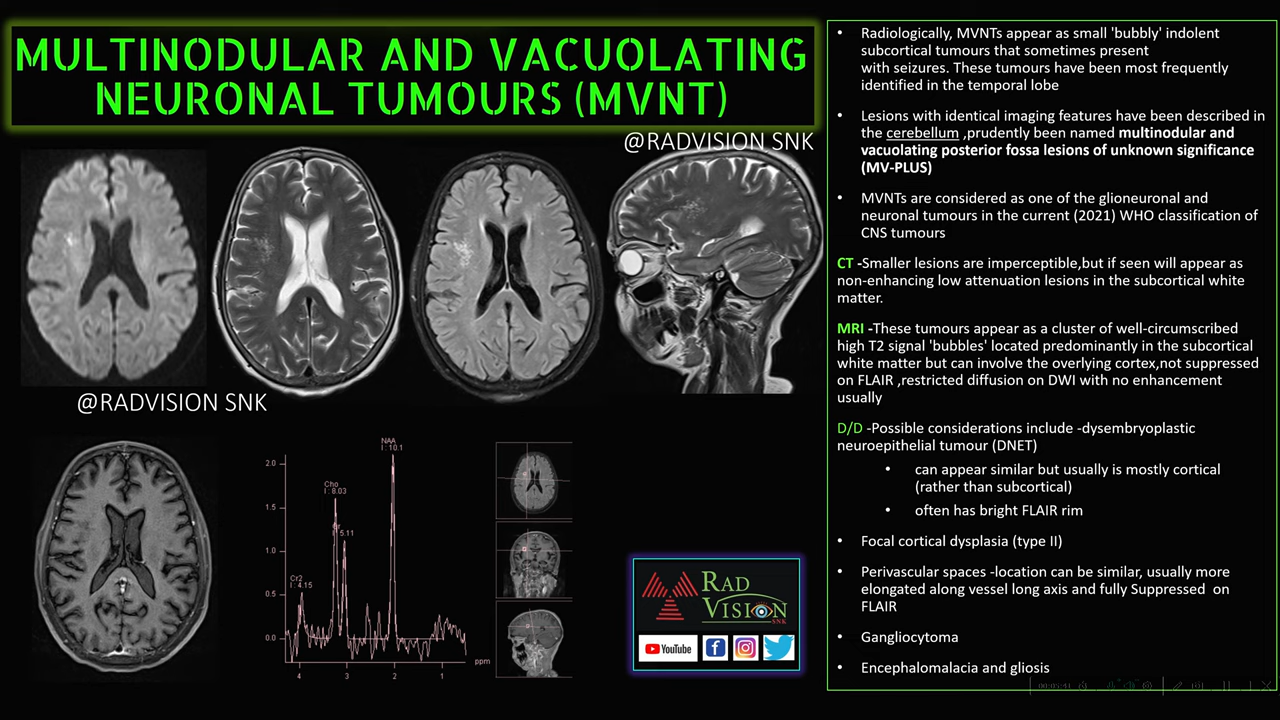 MULTINODULAR AND VACUOLATING
NEURONAL TUMOURS (MVNT)
@RADVISION SNK
@RADVISION SNK
NAA
I : 10.1
Cho
I : 8.03
I : 5.11
Cr2
I : 4.15
2.0
1.5
1.0
0.5
0.0
4
3
2
1
ppm
RAD
VISION
SNK
YouTube
• Radiologically, MVNTs appear as small 'bubbly' indolent
subcortical tumours that sometimes present
with seizures. These tumours have been most frequently
identified in the temporal lobe
• Lesions with identical imaging features have been described in
the cerebellum ,prudently been named multinodular and
vacuolating posterior fossa lesions of unknown significance
(MV-PLUS)
• MVNTs are considered as one of the glioneuronal and
neuronal tumours in the current (2021) WHO classification of
CNS tumours
CT -Smaller lesions are imperceptible,but if seen will appear as
non-enhancing low attenuation lesions in the subcortical white
matter.
MRI -These tumours appear as a cluster of well-circumscribed
high T2 signal 'bubbles' located predominantly in the subcortical
white matter but can involve the overlying cortex,not suppressed
on FLAIR ,restricted diffusion on DWI with no enhancement
usually
D/D -Possible considerations include -dysembryoplastic
neuroepithelial tumour (DNET)
• can appear similar but usually is mostly cortical
(rather than subcortical)
• often has bright FLAIR rim
• Focal cortical dysplasia (type II)
• Perivascular spaces -location can be similar, usually more
elongated along vessel long axis and fully Suppressed on
FLAIR
• Gangliocytoma
• Encephalomalacia and gliosis